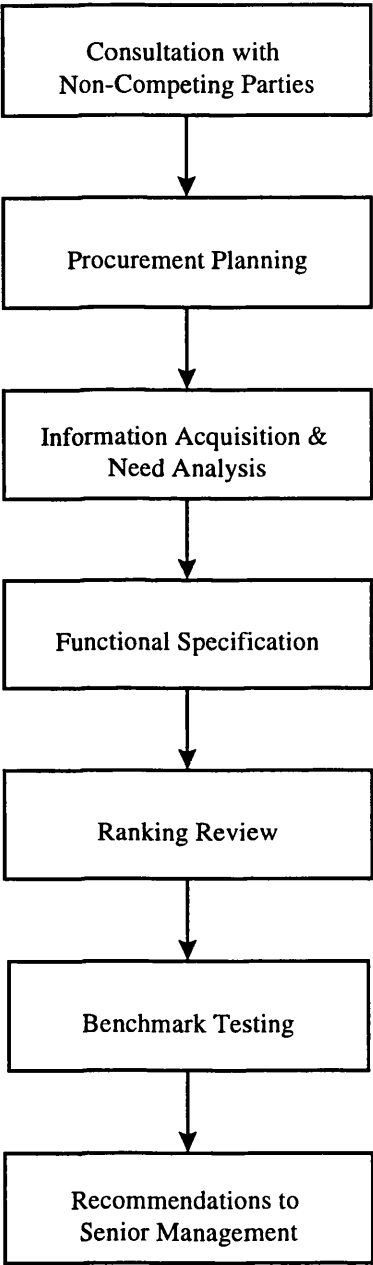 Consultation with
Non-Competing Parties
Procurement Planning
Information Acquisition &
Need Analysis
Functional Specification
Ranking Review
Benchmark Testing
Recommendations to
Senior Management